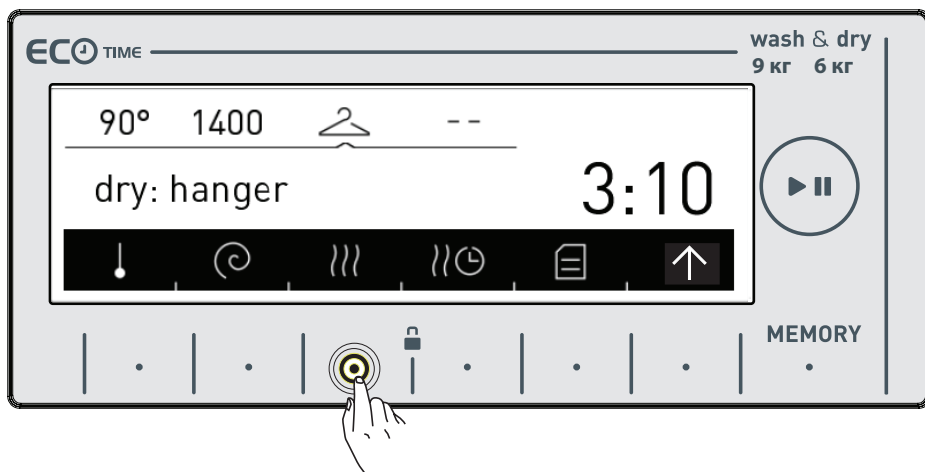 ECO TIME
wash & dry
9 кг 6 кг
90° 1400 --
dry: hanger
3:10
MEMORY